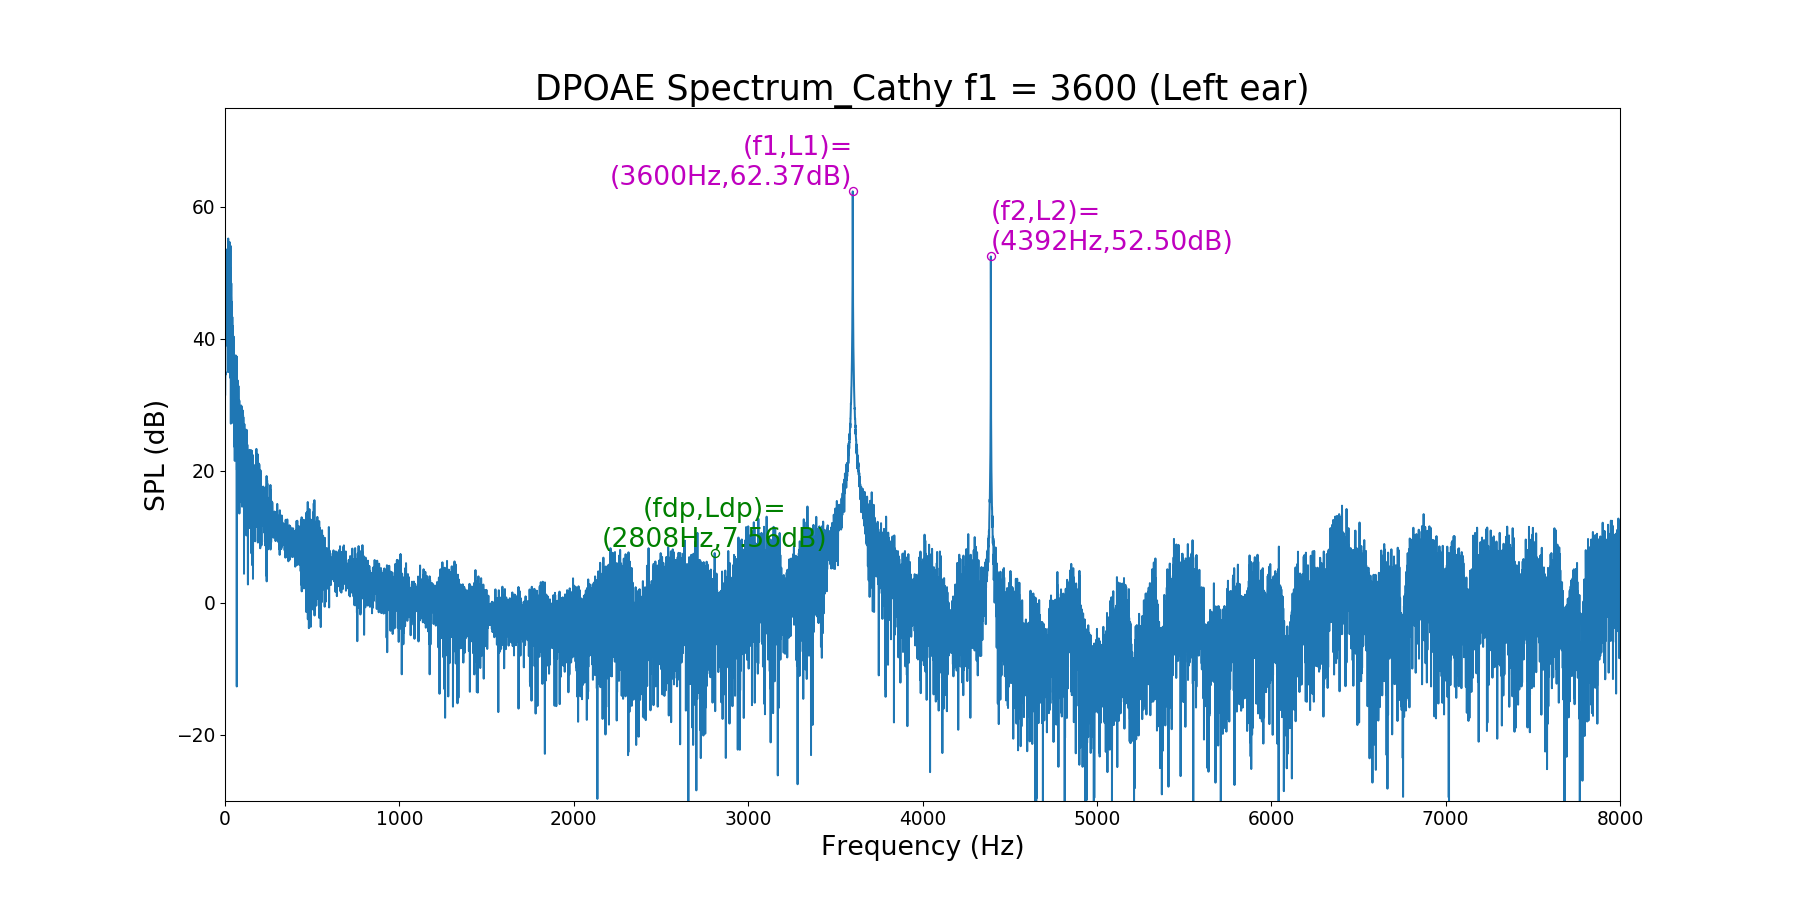 DPOAE Spectrum_Cathy f1 = 3600 (Left ear)
(f1,L1)=
(3600Hz,62.37dB)
(f2,L2)=
(4392Hz,52.50dB)
(fdp,Ldp)=
(2808Hz,7.56dB)
SPL (dB)
60
40
20
0
−20
0 1000 2000 3000 4000 5000 6000 7000 8000
Frequency (Hz)